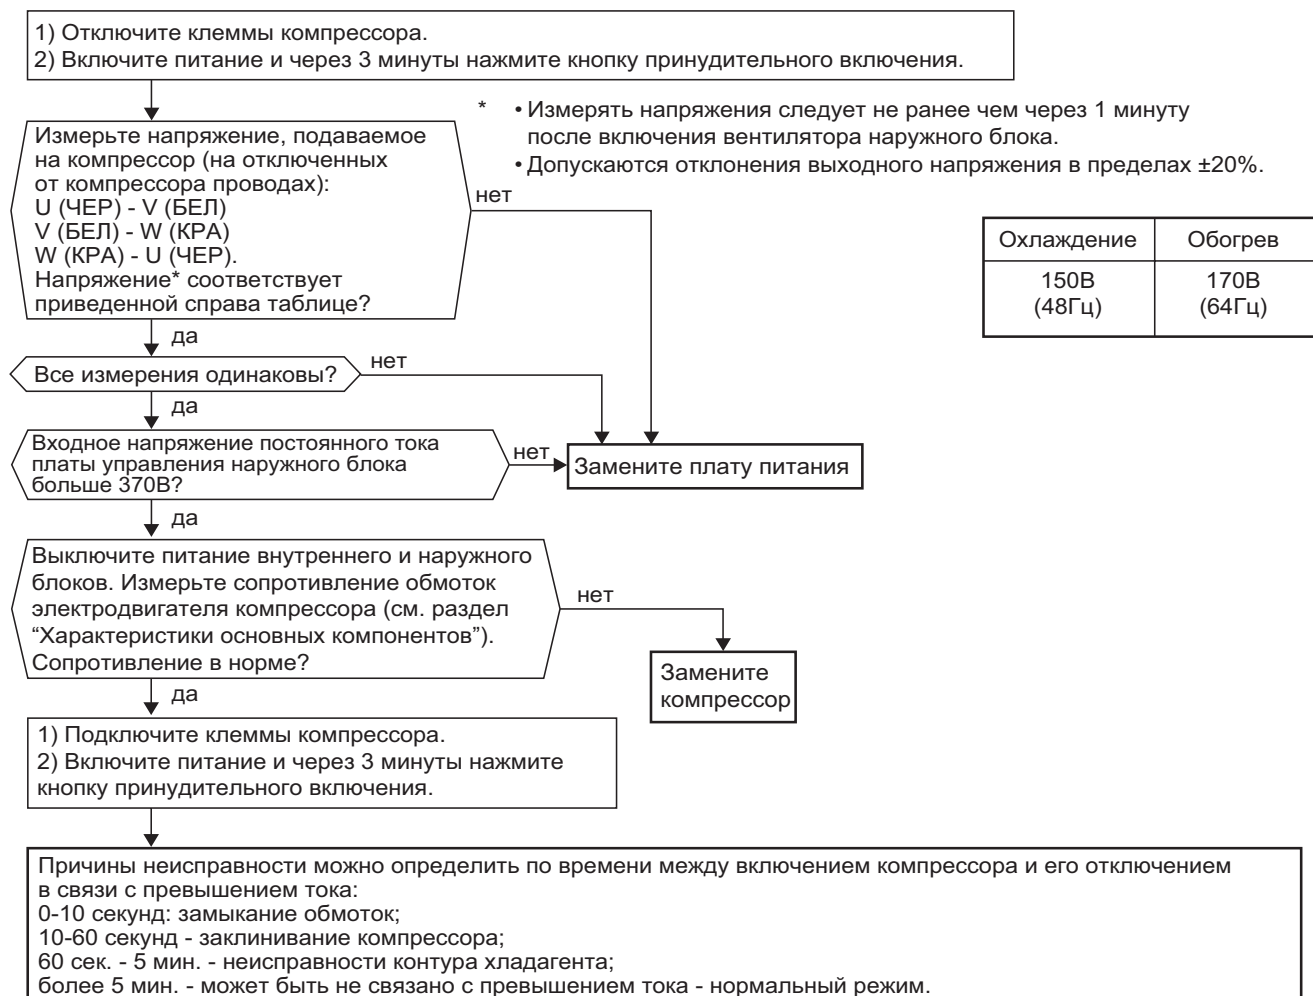 1) Отключите клеммы компрессора.
2) Включите питание и через 3 минуты нажмите кнопку принудительного включения.
* • Измерять напряжения следует не ранее чем через 1 минуту
после включения вентилятора наружного блока.
• Допускаются отклонения выходного напряжения в пределах ±20%.
Измерьте напряжение, подаваемое
на компрессор (на отключенных
от компрессора проводах):
U (ЧЕР) - V (БЕЛ)
V (БЕЛ) - W (КРА)
W (КРА) - U (ЧЕР).
Напряжение* соответствует
приведенной справа таблице?
нет
Охлаждение Обогрев
150В 170В
(48Гц) (64Гц)
да
Все измерения одинаковы?
нет
да
Входное напряжение постоянного тока
платы управления наружного блока
больше 370В?
нет
Замените плату питания
да
Выключите питание внутреннего и наружного
блоков. Измерьте сопротивление обмоток
электродвигателя компрессора (см. раздел
“Характеристики основных компонентов”).
Сопротивление в норме?
нет
Замените
компрессор
да
1) Подключите клеммы компрессора.
2) Включите питание и через 3 минуты нажмите
кнопку принудительного включения.
Причины неисправности можно определить по времени между включением компрессора и его отключением
в связи с превышением тока:
0-10 секунд: замыкание обмоток;
10-60 секунд - заклинивание компрессора;
60 сек. - 5 мин. - неисправности контура хладагента;
более 5 мин. - может быть не связано с превышением тока - нормальный режим.